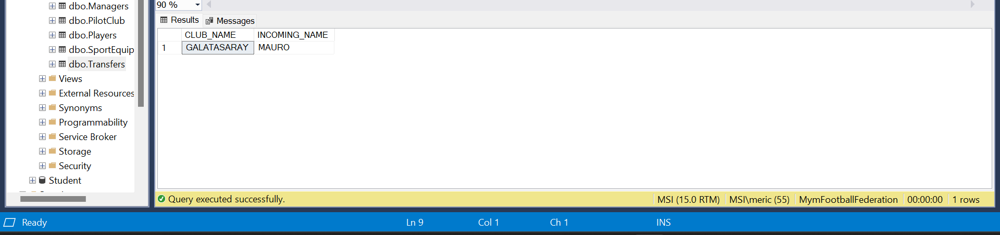 dbo.Managers
dbo.PilotClub
dbo.Players
dbo.SportEquip
dbo.Transfers
Views
External Resources
Synonyms
Programmability
Service Broker
Storage
Security
Student
90 %
Results Messages
CLUB_NAME INCOMING_NAME
1 GALATASARAY MAURO
Query executed successfully. MSI (15.0 RTM) MSI\meric (55) MymFootballFederation 00:00:00 1 rows
Ready Ln 9 Col 1 Ch 1 INS